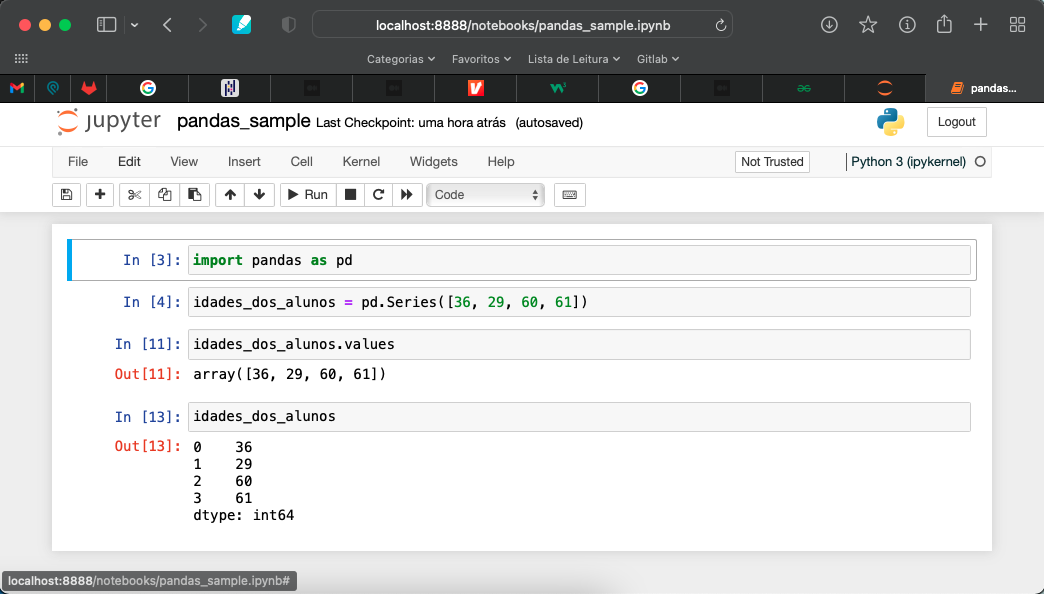 localhost:8888/notebooks/pandas_sample.ipynb
Categorias Favoritos Lista de Leitura Gitlab
pandas...
jupyter pandas_sample Last Checkpoint: uma hora atrás (autosaved) Logout
File Edit View Insert Cell Kernel Widgets Help Not Trusted Python 3 (ipykernel)
Run Code
In [3]: import pandas as pd
In [4]: idades_dos_alunos = pd.Series([36, 29, 60, 61])
In [11]: idades_dos_alunos.values
Out[11]: array([36, 29, 60, 61])
In [13]: idades_dos_alunos
Out[13]: 0 36
1 29
2 60
3 61
dtype: int64
localhost:8888/notebooks/pandas_sample.ipynb#